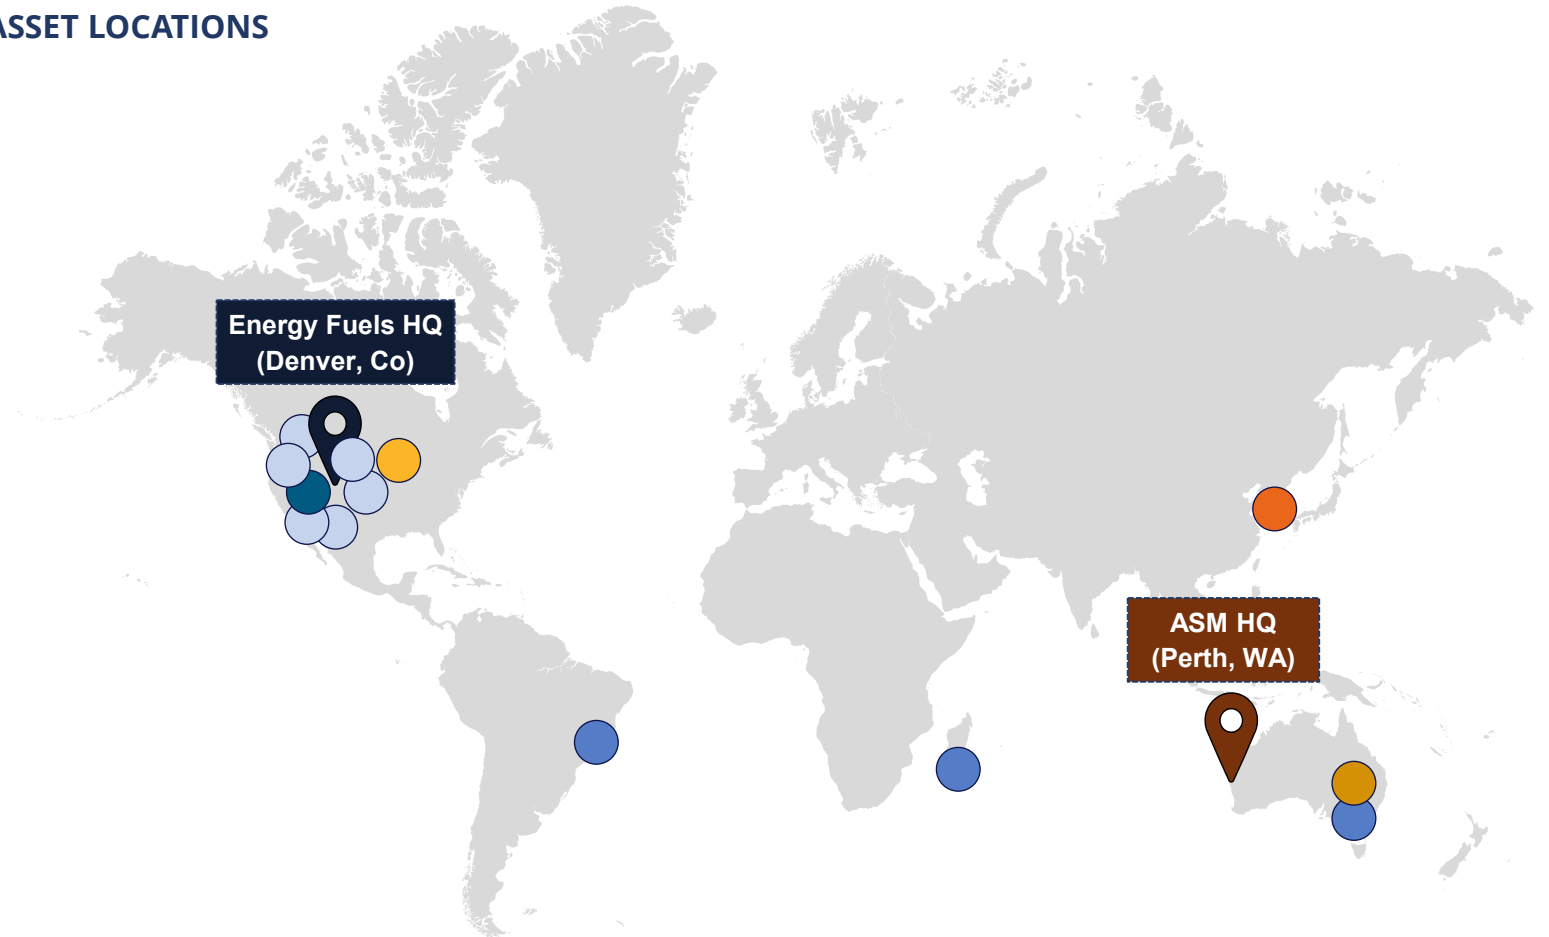 ASSET LOCATIONS
Energy Fuels HQ
(Denver, Co)
ASM HQ
(Perth, WA)